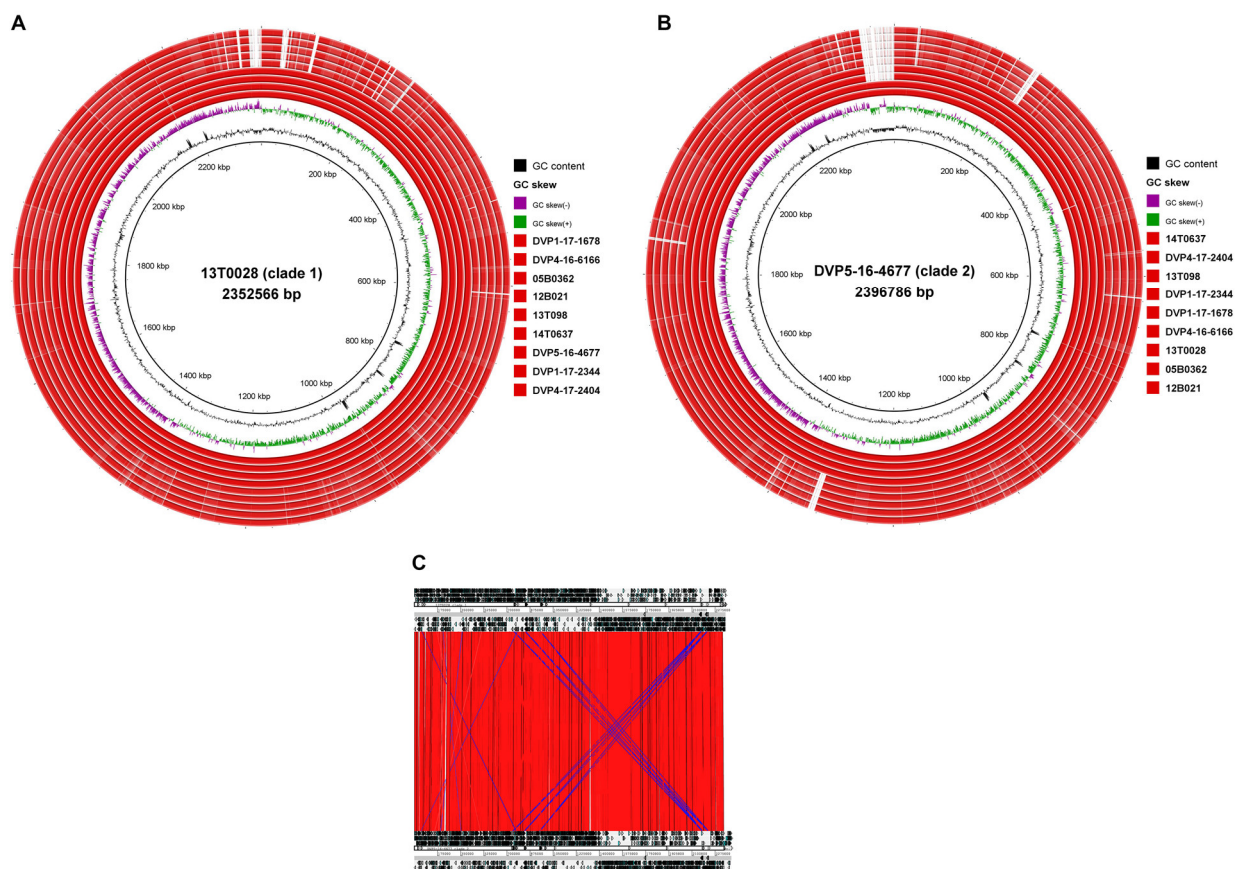 A
200
400
600
800
1000 kbp
1200 kbp
1400 kbp
1600 kbp
1800 kbp
2000 kbp
2200 kbp
200 kbp
400 kbp
600 kbp
800 kbp
13T0028 (clade 1)
2352566 bp
GC content
GC skew
GC skew(-)
GC skew(+)
DVP1-17-1678
DVP4-16-6166
05B0362
12B021
13T098
14T0637
DVP5-16-4677
DVP1-17-2344
DVP4-17-2404
B
200 kbp
400 kbp
600 kbp
800 kbp
1000 kbp
1200 kbp
1400 kbp
1600 kbp
1800 kbp
2000 kbp
2200 kbp
DVP5-16-4677 (clade 2)
2396786 bp
GC content
GC skew
GC skew(-)
GC skew(+)
14T0637
DVP4-17-2404
13T098
DVP1-17-2344
DVP1-17-1678
DVP4-16-6166
13T0028
05B0362
12B021
C